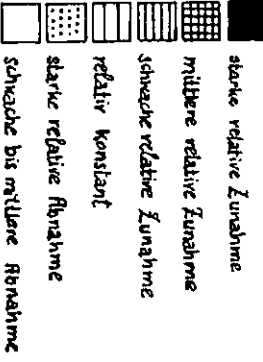 starke relative Zunahme
mittlere relative Zunahme
schwache relative Zunahme
relativ konstant
starke relative Abnahme
schwache bis mittlere Abnahme